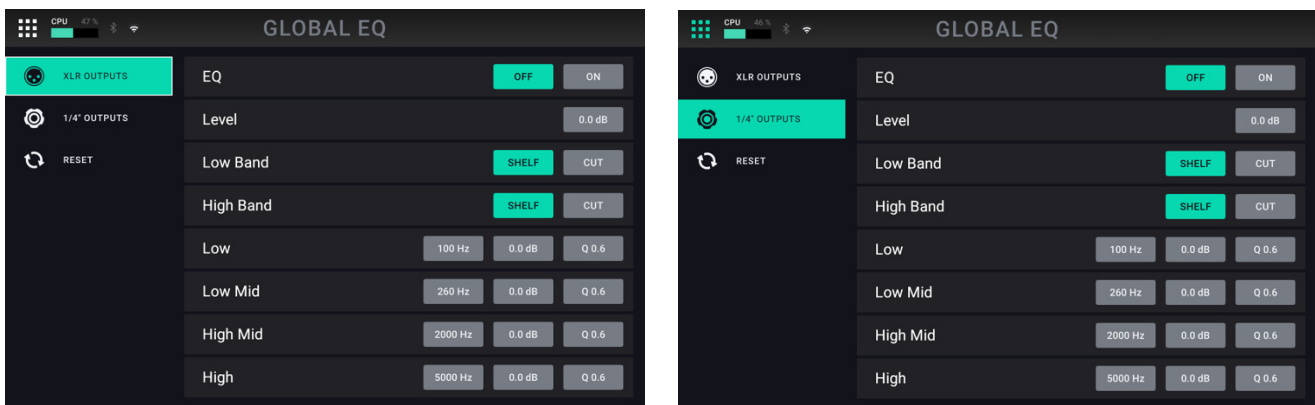 CPU 47 % GLOBAL EQ
XLR OUTPUTS
1/4" OUTPUTS
RESET
EQ OFF ON
Level 0.0 dB
Low Band SHELF CUT
High Band SHELF CUT
Low 100 Hz 0.0 dB Q 0.6
Low Mid 260 Hz 0.0 dB Q 0.6
High Mid 2000 Hz 0.0 dB Q 0.6
High 5000 Hz 0.0 dB Q 0.6
CPU 46 % GLOBAL EQ
XLR OUTPUTS
1/4" OUTPUTS
RESET
EQ OFF ON
Level 0.0 dB
Low Band SHELF CUT
High Band SHELF CUT
Low 100 Hz 0.0 dB Q 0.6
Low Mid 260 Hz 0.0 dB Q 0.6
High Mid 2000 Hz 0.0 dB Q 0.6
High 5000 Hz 0.0 dB Q 0.6